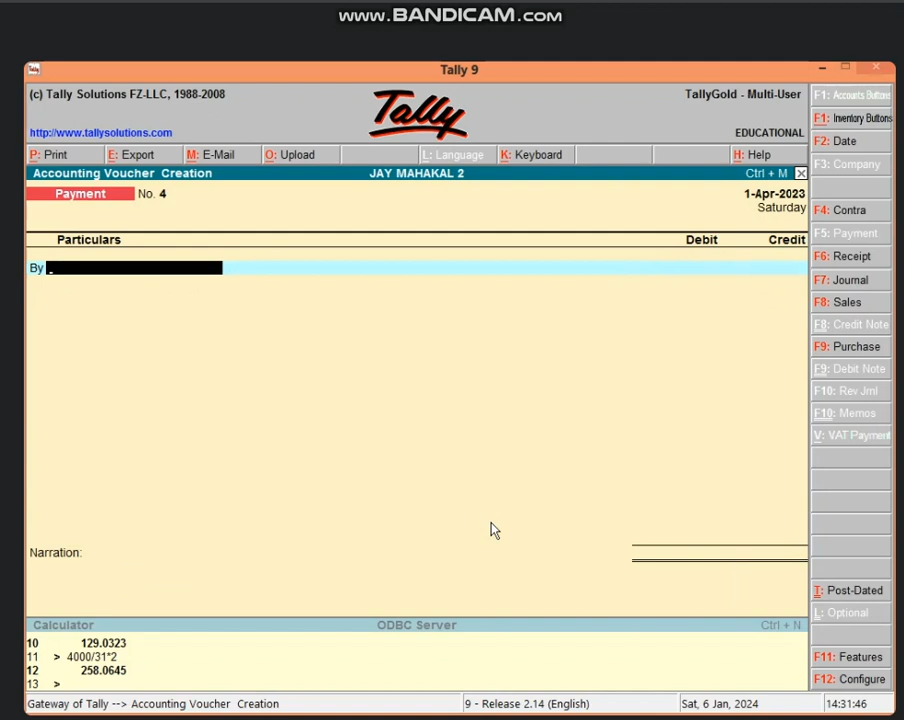 www.BANDICAM.com
Tally 9
(c) Tally Solutions FZ-LLC, 1988-2008
Tally
TallyGold - Multi-User
http://www.tallysolutions.com
EDUCATIONAL
P: Print E: Export M: E-Mail O: Upload L: Language K: Keyboard H: Help
Accounting Voucher Creation JAY MAHAKAL 2 Ctrl + M
Payment No. 4 1-Apr-2023
Saturday
Particulars Debit Credit
By
Narration:
F1: Accounts Buttons
F1: Inventory Buttons
F2: Date
F3: Company
F4: Contra
F5: Payment
F6: Receipt
F7: Journal
F8: Sales
F8: Credit Note
F9: Purchase
F9: Debit Note
F10: Rev Jrnl
F10: Memos
V: VAT Payment
T: Post-Dated
L: Optional
F11: Features
F12: Configure
Calculator ODBC Server Ctrl + N
10 129.0323
11 > 4000/31*2
12 258.0645
13 >
Gateway of Tally --> Accounting Voucher Creation 9 - Release 2.14 (English) Sat, 6 Jan, 2024 14:31:46